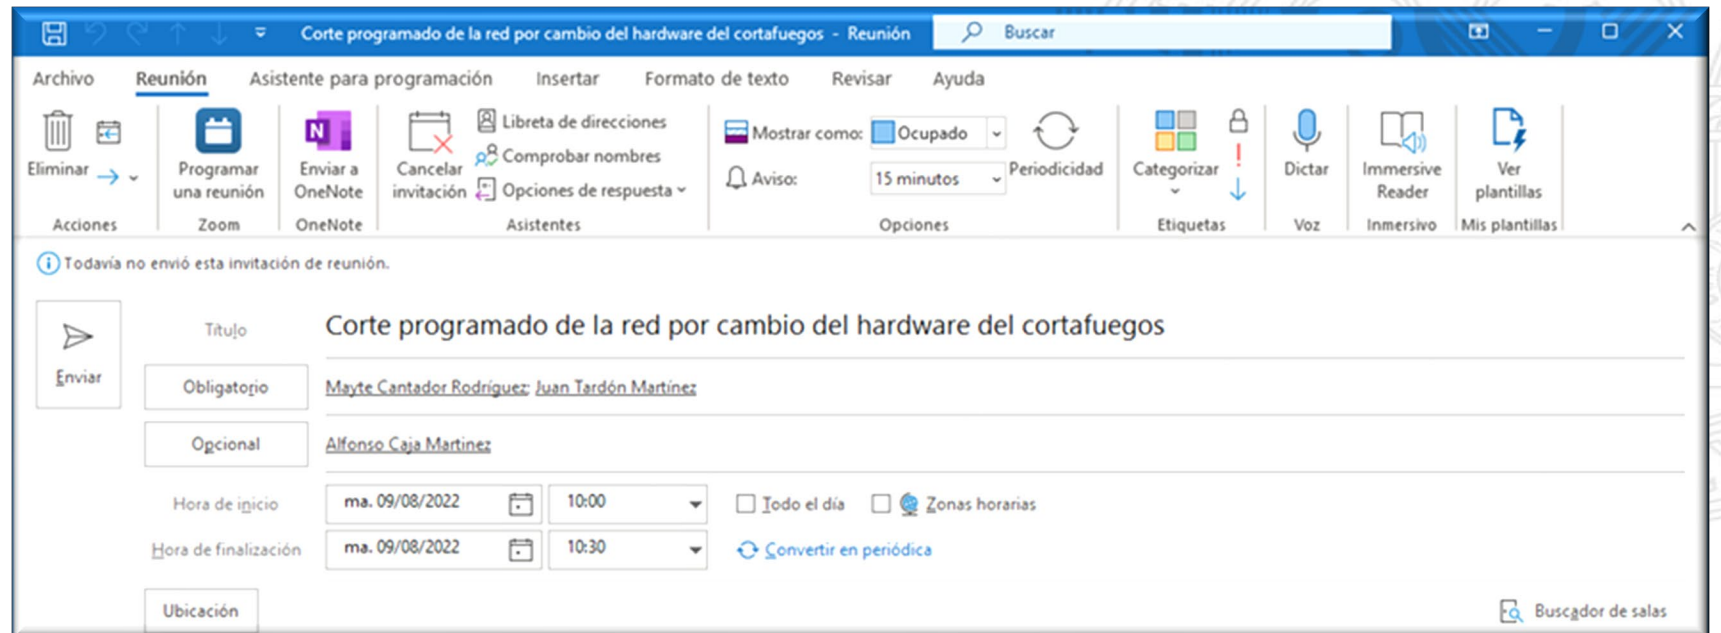 Corte programado de la red por cambio del hardware del cortafuegos - Reunión
Buscar
Archivo Reunión Asistente para programación Insertar Formato de texto Revisar Ayuda
Eliminar
Programar una reunión
Enviar a OneNote
Cancelar invitación
Libreta de direcciones
Comprobar nombres
Opciones de respuesta
Mostrar como: Ocupado
Aviso: 15 minutos
Periodicidad
Categorizar
Dictar
Immersive Reader
Ver plantillas
Acciones Zoom OneNote Asistentes Opciones Etiquetas Voz Inmersivo Mis plantillas
Todavía no envió esta invitación de reunión.
Enviar
Título Corte programado de la red por cambio del hardware del cortafuegos
Obligatorio Mayte Cantador Rodríguez; Juan Tardón Martínez
Opcional Alfonso Caja Martinez
Hora de inicio ma. 09/08/2022 10:00 Todo el día Zonas horarias
Hora de finalización ma. 09/08/2022 10:30 Convertir en periódica
Ubicación Buscador de salas